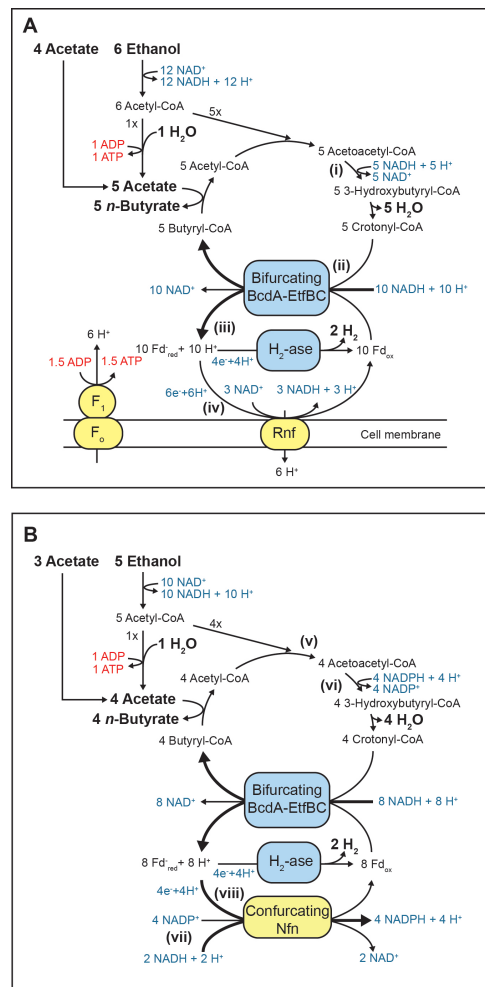 A
4 Acetate 6 Ethanol
12 NAD⁺
12 NADH + 12 H⁺
6 Acetyl-CoA
5x
1x
1 H₂O
1 ADP
1 ATP
5 Acetoacetyl-CoA
(i)
5 NADH + 5 H⁺
5 NAD⁺
5 Acetyl-CoA
5 Acetate
5 3-Hydroxybutyryl-CoA
5 n-Butyrate
5 H₂O
5 Butyryl-CoA
5 Crotonyl-CoA
(ii)
Bifurcating
BcdA-EtfBC
10 NAD⁺
10 NADH + 10 H⁺
(iii)
2 H₂
6 H⁺
10 Fd⁻red + 10 H⁺
H₂-ase
10 Fdox
4e⁻+4H⁺
1.5 ADP 1.5 ATP
6e⁻+6H⁺
3 NAD⁺
3 NADH + 3 H⁺
(iv)
F₁
Fₒ
Rnf
Cell membrane
6 H⁺
B
3 Acetate 5 Ethanol
10 NAD⁺
10 NADH + 10 H⁺
5 Acetyl-CoA
4x
1x
1 H₂O
(v)
1 ADP
1 ATP
4 Acetoacetyl-CoA
4 Acetyl-CoA
(vi)
4 NADPH + 4 H⁺
4 NADP⁺
4 Acetate
4 3-Hydroxybutyryl-CoA
4 n-Butyrate
4 H₂O
4 Butyryl-CoA
4 Crotonyl-CoA
Bifurcating
BcdA-EtfBC
8 NAD⁺
8 NADH + 8 H⁺
2 H₂
8 Fd⁻red + 8 H⁺
H₂-ase
8 Fdox
4e⁻+4H⁺
4e⁻+4H⁺
(viii)
4 NADP⁺
Confurcating
Nfn
4 NADPH + 4 H⁺
(vii)
2 NADH + 2 H⁺
2 NAD⁺